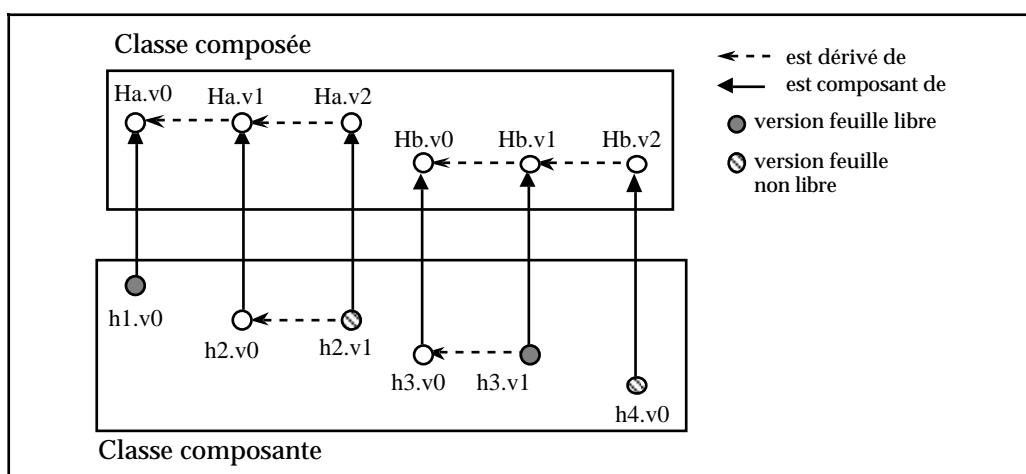 Classe composée
est dérivé de
est composant de
Ha.v0 Ha.v1 Ha.v2
version feuille libre
Hb.v0 Hb.v1 Hb.v2
version feuille
non libre
h1.v0
h2.v0 h2.v1
h3.v0 h3.v1
h4.v0
Classe composante